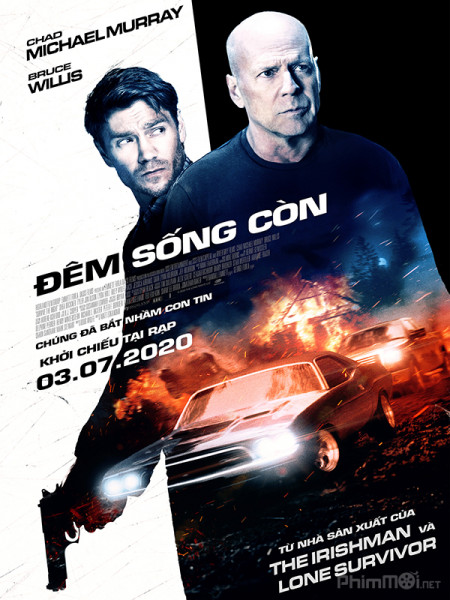 CHAD
MICHAEL MURRAY
BRUCE
WILLIS
ĐÊM SỐNG CÒN
CHÚNG ĐÃ BẮT NHẦM CON TIN
KHỞI CHIẾU TẠI RẠP
03.07.2020
TỪ NHÀ SẢN XUẤT CỦA
THE IRISHMAN VÀ
LONE SURVIVOR
PHIMMOI.NET